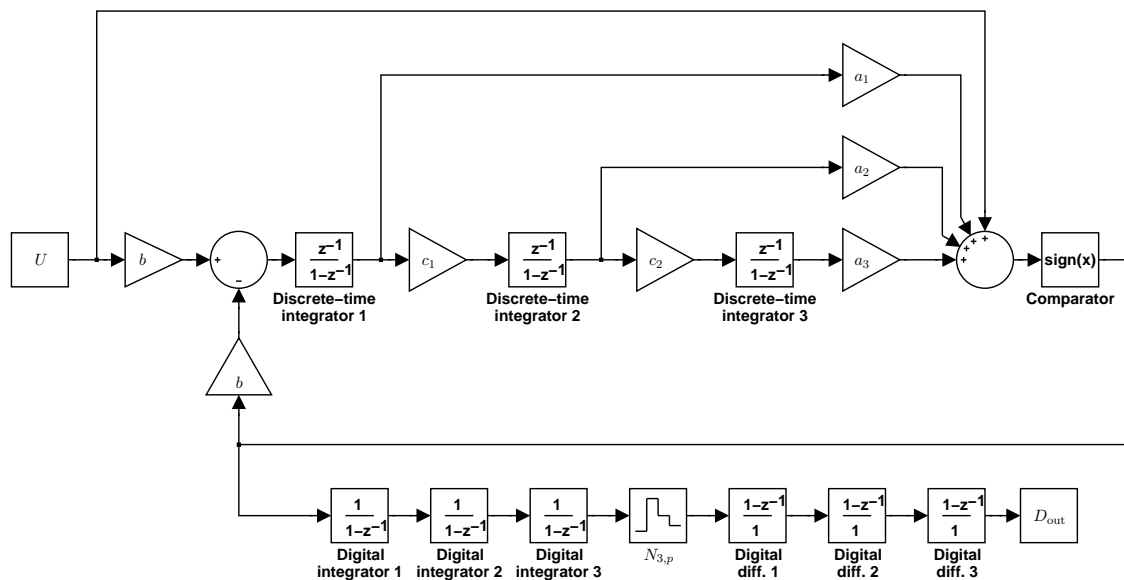 a₁
a₂
U
b
+
−
z⁻¹
1−z⁻¹
Discrete−time
integrator 1
c₁
z⁻¹
1−z⁻¹
Discrete−time
integrator 2
c₂
z⁻¹
1−z⁻¹
Discrete−time
integrator 3
a₃
+
+
+
+
sign(x)
Comparator
b
1
1−z⁻¹
Digital
integrator 1
1
1−z⁻¹
Digital
integrator 2
1
1−z⁻¹
Digital
integrator 3
N₃,ₚ
1−z⁻¹
1
Digital
diff. 1
1−z⁻¹
1
Digital
diff. 2
1−z⁻¹
1
Digital
diff. 3
Dout